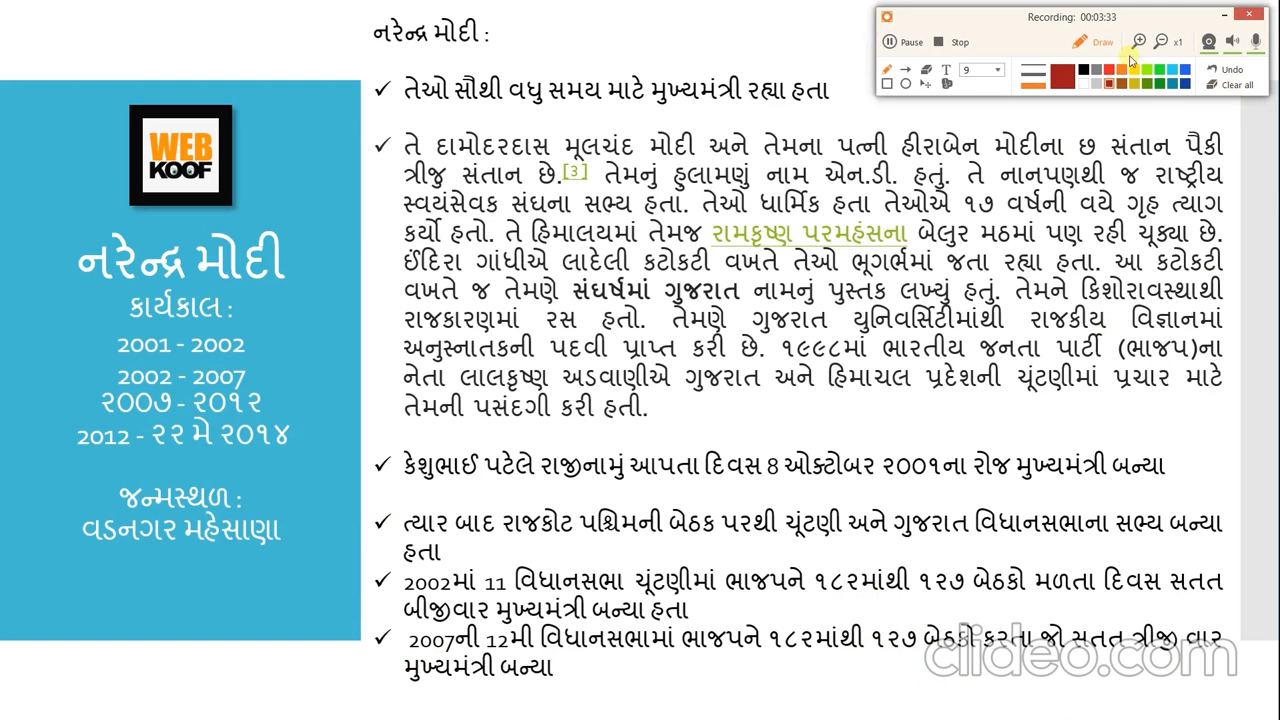 નરેન્દ્ર મોદી :
Recording: 00:03:33
Pause Stop Draw x1
T 9 Undo
Clear all
WEB
KOOF
નરેન્દ્ર મોદી
કાર્યકાલ :
2001 - 2002
2002 - 2007
૨૦૦૭ - ૨૦૧૨
2012 - ૨૨ મે ૨૦૧૪
જન્મસ્થળ :
વડનગર મહેસાણા
✓ તેઓ સૌથી વધુ સમય માટે મુખ્યમંત્રી રહ્યા હતા
✓ તે દામોદરદાસ મૂલચંદ મોદી અને તેમના પત્ની હીરાબેન મોદીના છ સંતાન પૈકી
ત્રીજુ સંતાન છે.[3] તેમનું હુલામણું નામ એન.ડી. હતું. તે નાનપણથી જ રાષ્ટ્રીય
સ્વયંસેવક સંઘના સભ્ય હતા. તેઓ ધાર્મિક હતા તેઓએ ૧૭ વર્ષની વયે ગૃહ ત્યાગ
કર્યો હતો. તે હિમાલયમાં તેમજ રામકૃષ્ણ પરમહંસના બેલુર મઠમાં પણ રહી ચૂક્યા છે.
ઈંદિરા ગાંધીએ લાદેલી કટોકટી વખતે તેઓ ભૂગર્ભમાં જતા રહ્યા હતા. આ કટોકટી
વખતે જ તેમણે સંઘર્ષમાં ગુજરાત નામનું પુસ્તક લખ્યું હતું. તેમને કિશોરાવસ્થાથી
રાજકારણમાં રસ હતો. તેમણે ગુજરાત યુનિવર્સિટીમાંથી રાજકીય વિજ્ઞાનમાં
અનુસ્નાતકની પદવી પ્રાપ્ત કરી છે. ૧૯૯૮માં ભારતીય જનતા પાર્ટી (ભાજપ)ના
નેતા લાલકૃષ્ણ અડવાણીએ ગુજરાત અને હિમાચલ પ્રદેશની ચૂંટણીમાં પ્રચાર માટે
તેમની પસંદગી કરી હતી.
✓ કેશુભાઈ પટેલે રાજીનામું આપતા દિવસ 8 ઓક્ટોબર ૨૦૦૧ના રોજ મુખ્યમંત્રી બન્યા
✓ ત્યાર બાદ રાજકોટ પશ્ચિમની બેઠક પરથી ચૂંટણી અને ગુજરાત વિધાનસભાના સભ્ય બન્યા
હતા
✓ 2002માં 11 વિધાનસભા ચૂંટણીમાં ભાજપને ૧૮૨માંથી ૧૨૭ બેઠકો મળતા દિવસ સતત
બીજીવાર મુખ્યમંત્રી બન્યા હતા
✓ 2007ની 12મી વિધાનસભામાં ભાજપને ૧૮૨માંથી ૧૨૭ બેઠકો કરતા જો સતત ત્રીજી વાર
મુખ્યમંત્રી બન્યા
clideo.com